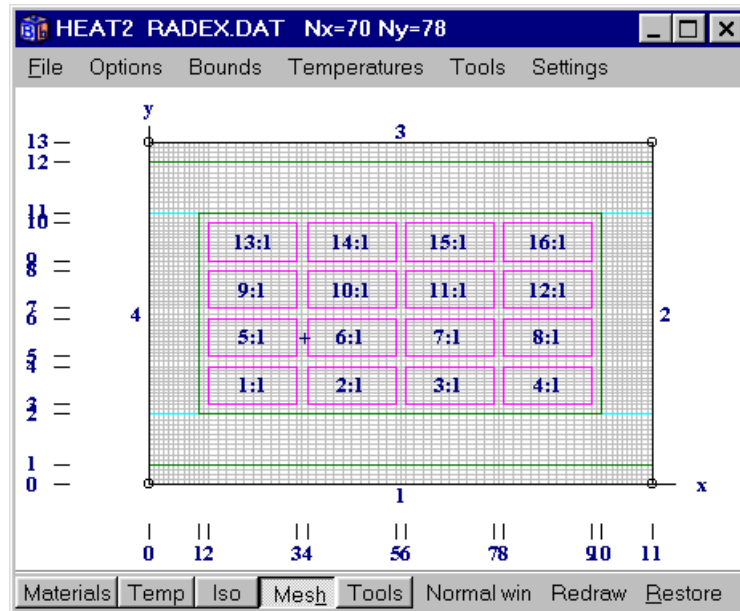 HEAT2 RADEX.DAT Nx=70 Ny=78
File Options Bounds Temperatures Tools Settings
y
13
3
12
11
10
13:1 14:1 15:1 16:1
9
8
9:1 10:1 11:1 12:1
7
6
4
2
5:1 + 6:1 7:1 8:1
5
4
1:1 2:1 3:1 4:1
3
2
1
0
1
x
0 12 34 56 78 910 11
Materials Temp Iso Mesh Tools Normal win Redraw Restore